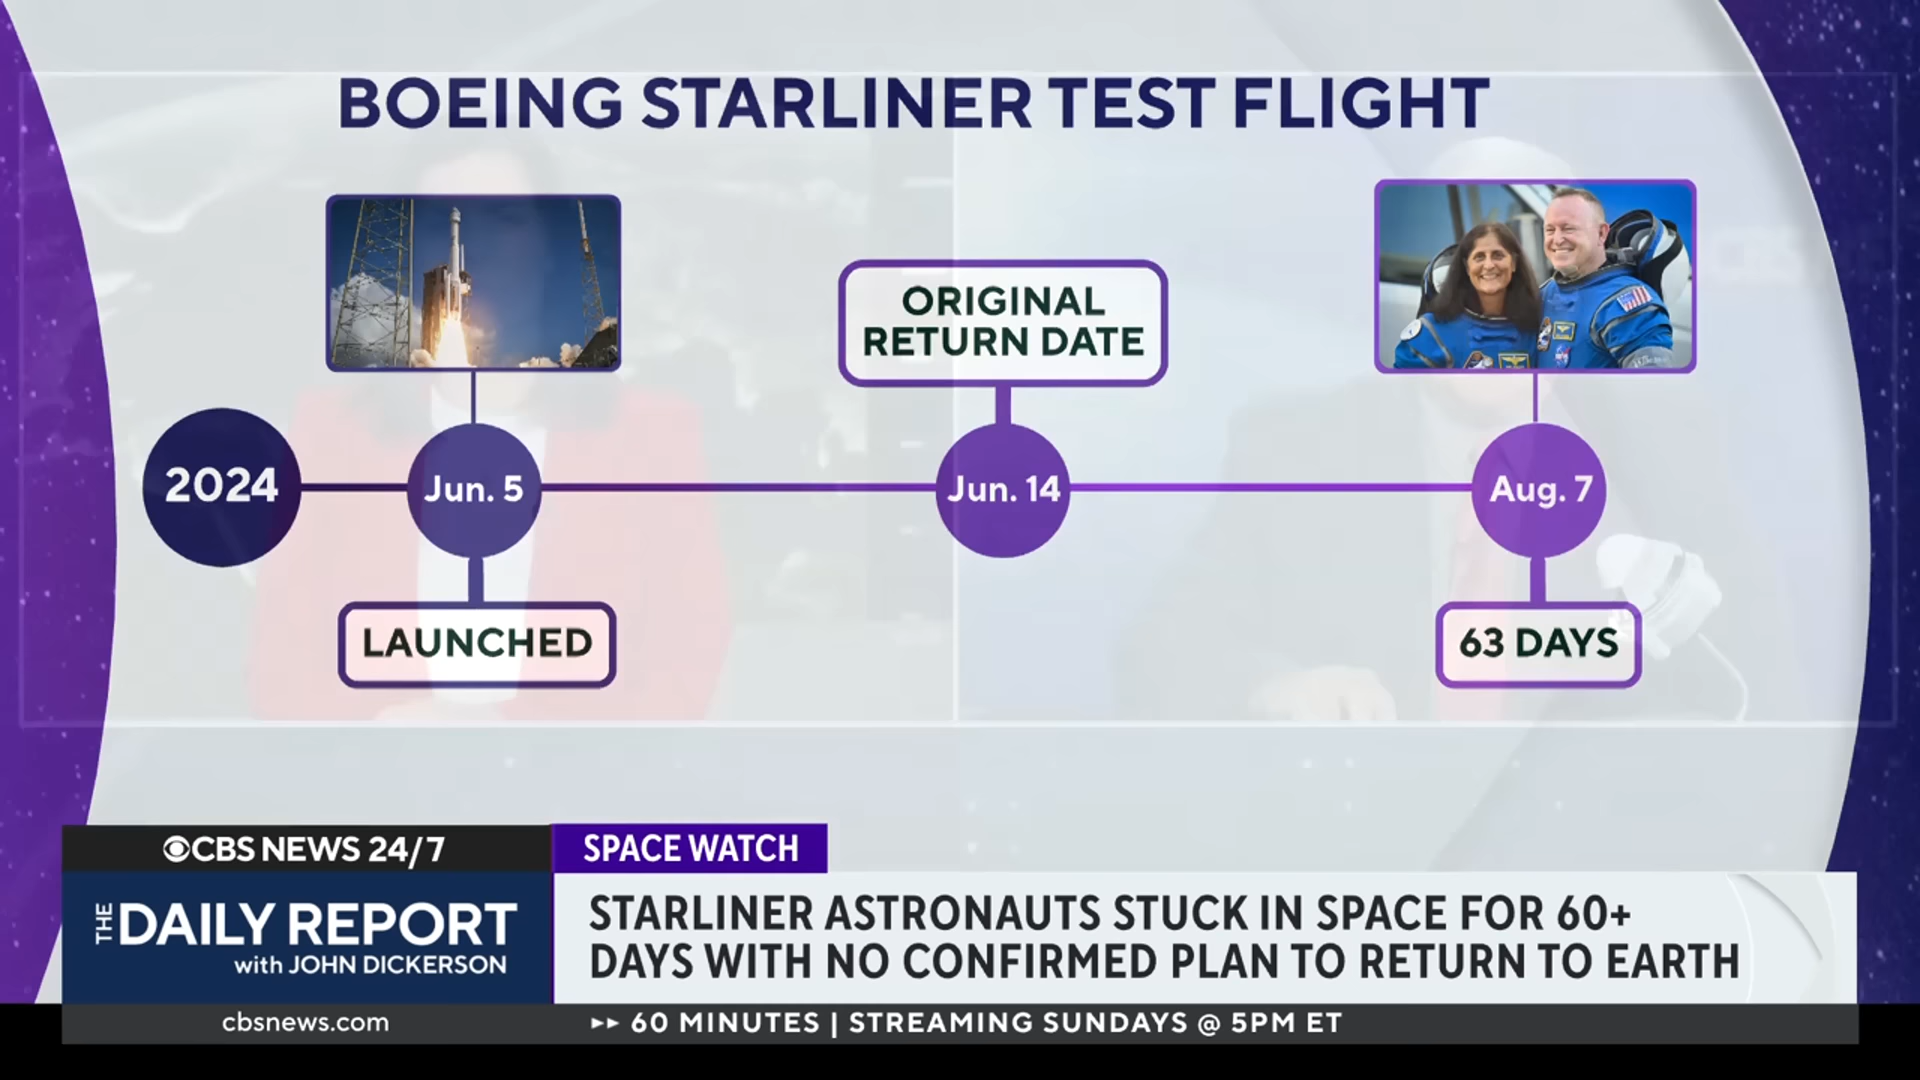 BOEING STARLINER TEST FLIGHT
ORIGINAL
RETURN DATE
2024
Jun. 5
Jun. 14
Aug. 7
LAUNCHED
63 DAYS
CBS NEWS 24/7
SPACE WATCH
THE DAILY REPORT
with JOHN DICKERSON
STARLINER ASTRONAUTS STUCK IN SPACE FOR 60+
DAYS WITH NO CONFIRMED PLAN TO RETURN TO EARTH
cbsnews.com
60 MINUTES | STREAMING SUNDAYS @ 5PM ET